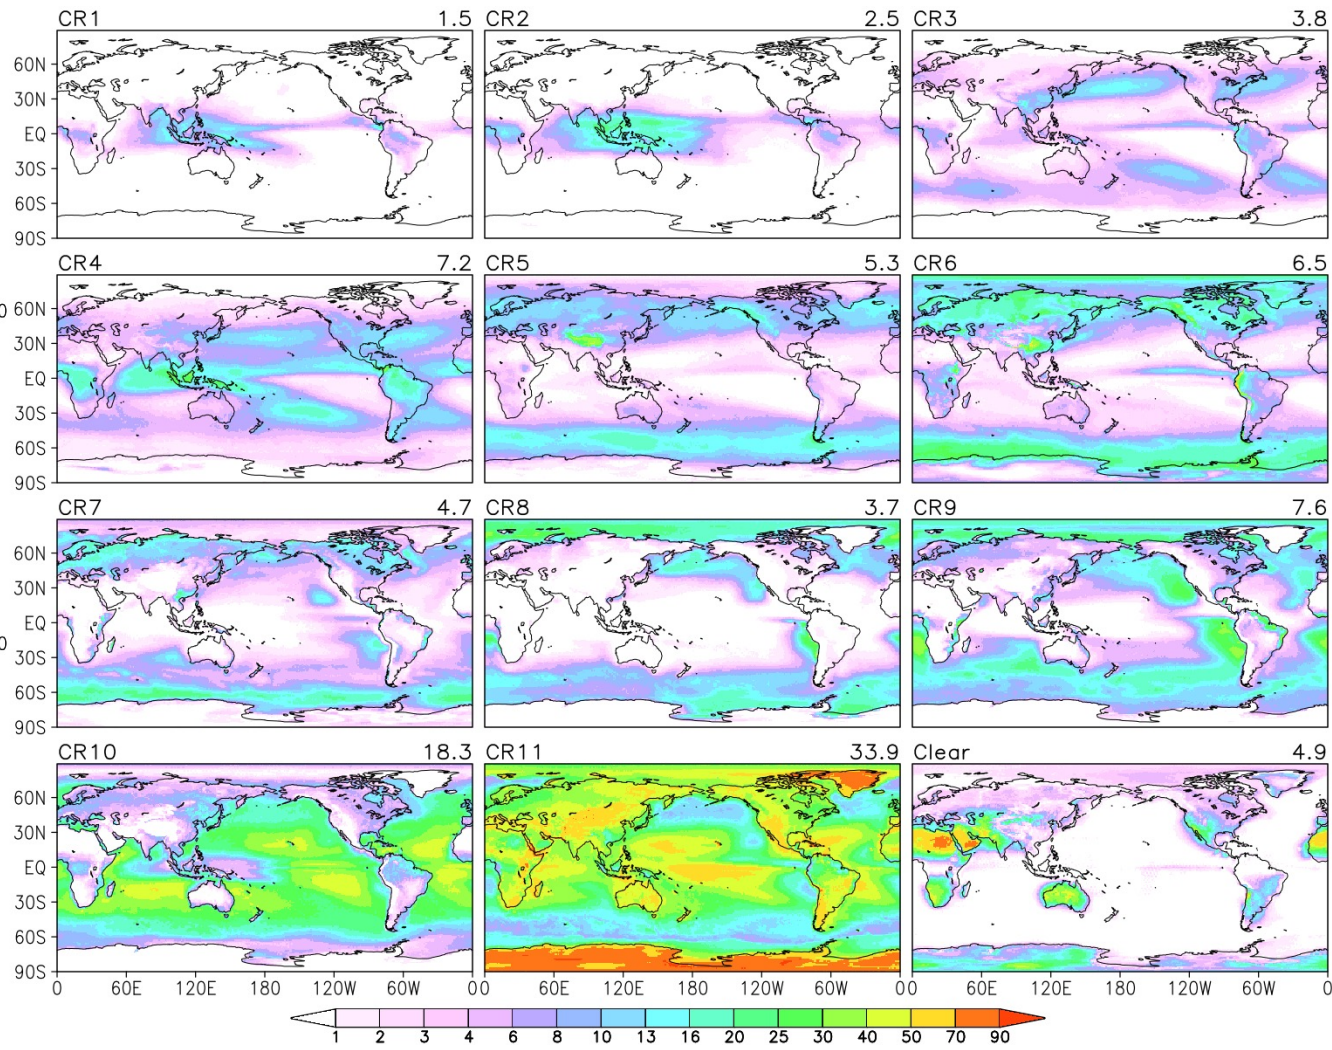 CR1 1.5 CR2 2.5 CR3 3.8
60N
30N
EQ
30S
60S
90S
CR4 7.2 CR5 5.3 CR6 6.5
0
60N
30N
EQ
30S
60S
90S
CR7 4.7 CR8 3.7 CR9 7.6
60N
30N
EQ
0
30S
60S
90S
CR10 18.3 CR11 33.9 Clear 4.9
60N
30N
EQ
30S
60S
90S
0 60E 120E 180 120W 60W 0 0 60E 120E 180 120W 60W 0 0 60E 120E 180 120W 60W 0
1 2 3 4 6 8 10 13 16 20 25 30 40 50 70 90